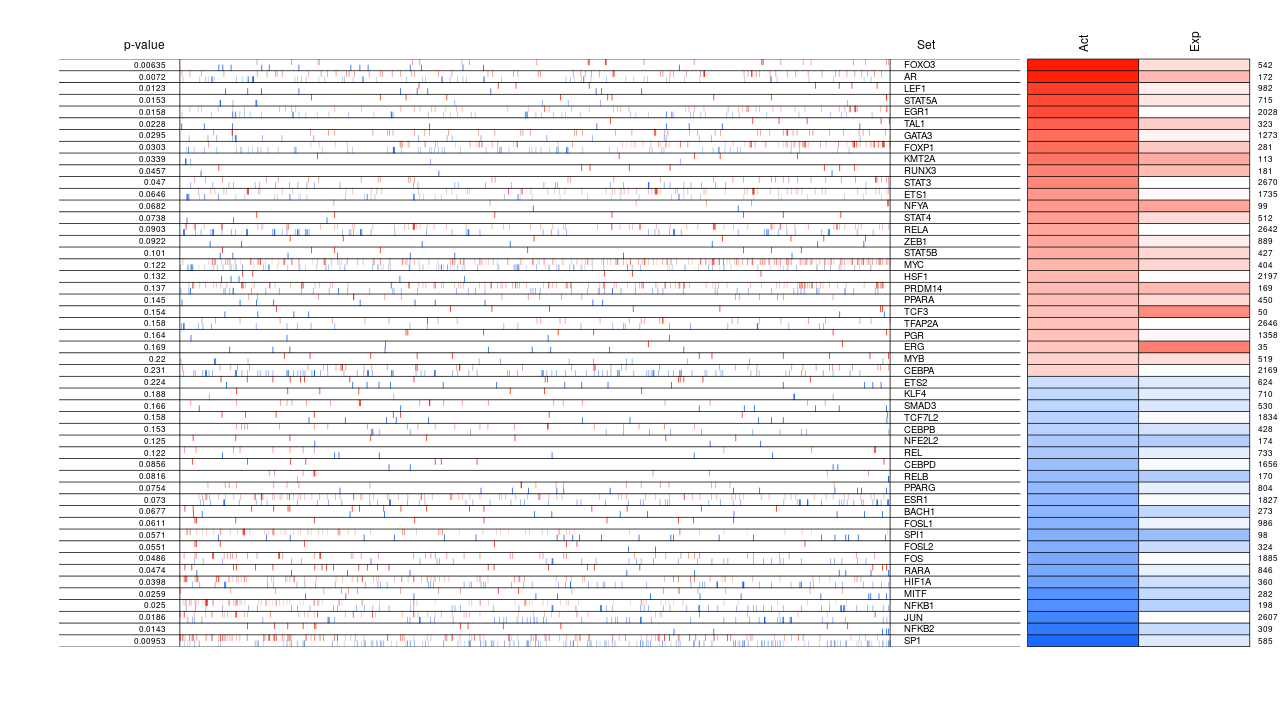 p-value Set Act Exp
0.00635 FOXO3 542
0.0072 AR 172
0.0123 LEF1 982
0.0153 STAT5A 715
0.0158 EGR1 2028
0.0228 TAL1 323
0.0295 GATA3 1273
0.0303 FOXP1 281
0.0339 KMT2A 113
0.0457 RUNX3 181
0.047 STAT3 2670
0.0646 ETS1 1735
0.0682 NFYA 99
0.0738 STAT4 512
0.0903 RELA 2642
0.0922 ZEB1 889
0.101 STAT5B 427
0.122 MYC 404
0.132 HSF1 2197
0.137 PRDM14 169
0.145 PPARA 450
0.154 TCF3 50
0.158 TFAP2A 2646
0.164 PGR 1358
0.169 ERG 35
0.22 MYB 519
0.231 CEBPA 2169
0.224 ETS2 624
0.188 KLF4 710
0.166 SMAD3 530
0.158 TCF7L2 1834
0.153 CEBPB 428
0.125 NFE2L2 174
0.122 REL 733
0.0856 CEBPD 1656
0.0816 RELB 170
0.0754 PPARG 804
0.073 ESR1 1827
0.0677 BACH1 273
0.0611 FOSL1 986
0.0571 SPI1 98
0.0551 FOSL2 324
0.0486 FOS 1885
0.0474 RARA 846
0.0398 HIF1A 360
0.0259 MITF 282
0.025 NFKB1 198
0.0186 JUN 2607
0.0143 NFKB2 309
0.00953 SP1 585